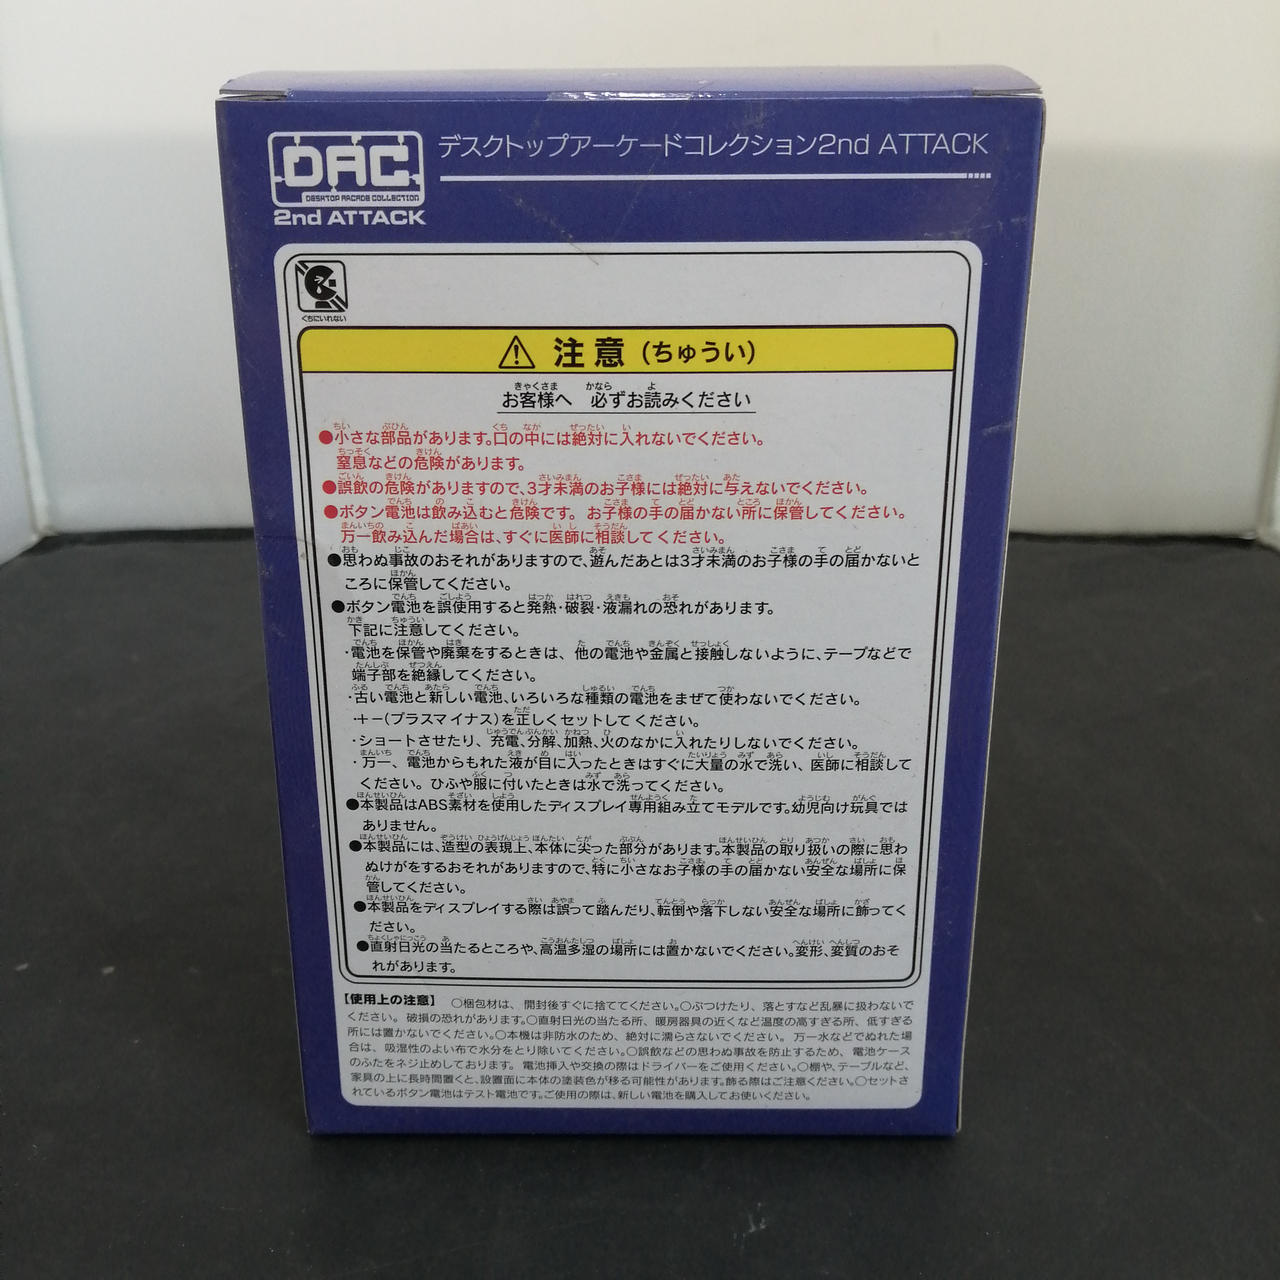 DAC
DESKTOP ARCADE COLLECTION
2nd ATTACK
デスクトップアーケードコレクション2nd ATTACK
くちにいれない
注意(ちゅうい)
お客様へ 必ずお読みください
●小さな部品があります。口の中には絶対に入れないでください。
窒息などの危険があります。
●誤飲の危険がありますので、3才未満のお子様には絶対に与えないでください。
●ボタン電池は飲み込むと危険です。お子様の手の届かない所に保管してください。
万一飲み込んだ場合は、すぐに医師に相談してください。
●思わぬ事故のおそれがありますので、遊んだあとは3才未満のお子様の手の届かないと
ころに保管してください。
●ボタン電池を誤使用すると発熱・破裂・液漏れの恐れがあります。
下記に注意してください。
・電池を保管や廃棄をするときは、他の電池や金属と接触しないように、テープなどで
端子部を絶縁してください。
・古い電池と新しい電池、いろいろな種類の電池をまぜて使わないでください。
・+−(プラスマイナス)を正しくセットしてください。
・ショートさせたり、充電、分解、加熱、火のなかに入れたりしないでください。
・万一、電池からもれた液が目に入ったときはすぐに大量の水で洗い、医師に相談して
ください。ひふや服に付いたときは水で洗ってください。
●本製品はABS素材を使用したディスプレイ専用組み立てモデルです。幼児向け玩具では
ありません。
●本製品には、造型の表現上、本体に尖った部分があります。本製品の取り扱いの際に思わ
ぬけがをするおそれがありますので、特に小さなお子様の手の届かない安全な場所に保
管してください。
●本製品をディスプレイする際は誤って踏んだり、転倒や落下しない安全な場所に飾ってく
ださい。
●直射日光の当たるところや、高温多湿の場所には置かないでください。変形、変質のおそ
れがあります。
【使用上の注意】 ○梱包材は、開封後すぐに捨ててください。○ぶつけたり、落とすなど乱暴に扱わないで
ください。破損の恐れがあります。○直射日光の当たる所、暖房器具の近くなど温度の高すぎる所、低すぎる
所には置かないでください。○本機は非防水のため、絶対に濡らさないでください。万一水などでぬれた場
合は、吸湿性のよい布で水分をとり除いてください。○誤飲などの思わぬ事故を防止するため、電池ケース
のふたをネジ止めしております。電池挿入や交換の際はドライバーをご使用ください。○棚や、テーブルなど、
家具の上に長時間置くと、設置面に本体の塗装色が移る可能性があります。飾る際はご注意ください。○セットさ
れているボタン電池はテスト電池です。ご使用の際は、新しい電池を購入してお使いください。